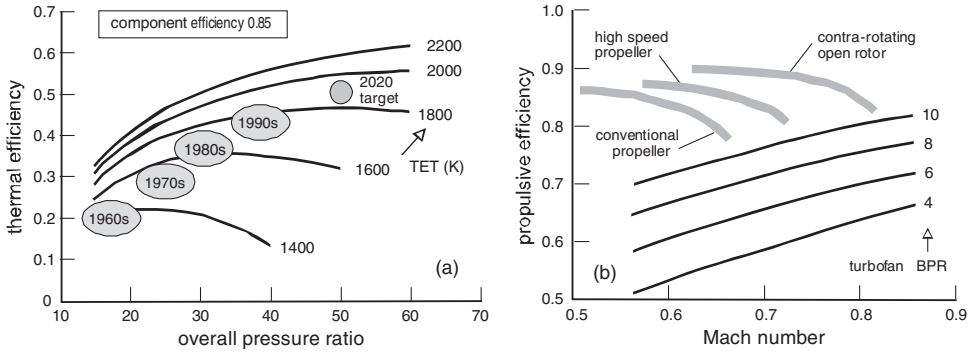 component efficiency 0.85
thermal efficiency
0.7
0.6
0.5
0.4
0.3
0.2
0.1
0
2200
2000
2020
target
1800
TET (K)
1600
1400
1990s
1980s
1970s
1960s
(a)
10 20 30 40 50 60 70
overall pressure ratio
propulsive efficiency
1.0
0.9
0.8
0.7
0.6
0.5
high speed
propeller
contra-rotating
open rotor
conventional
propeller
10
8
6
4
turbofan BPR
(b)
0.5 0.6 0.7 0.8 0.9
Mach number